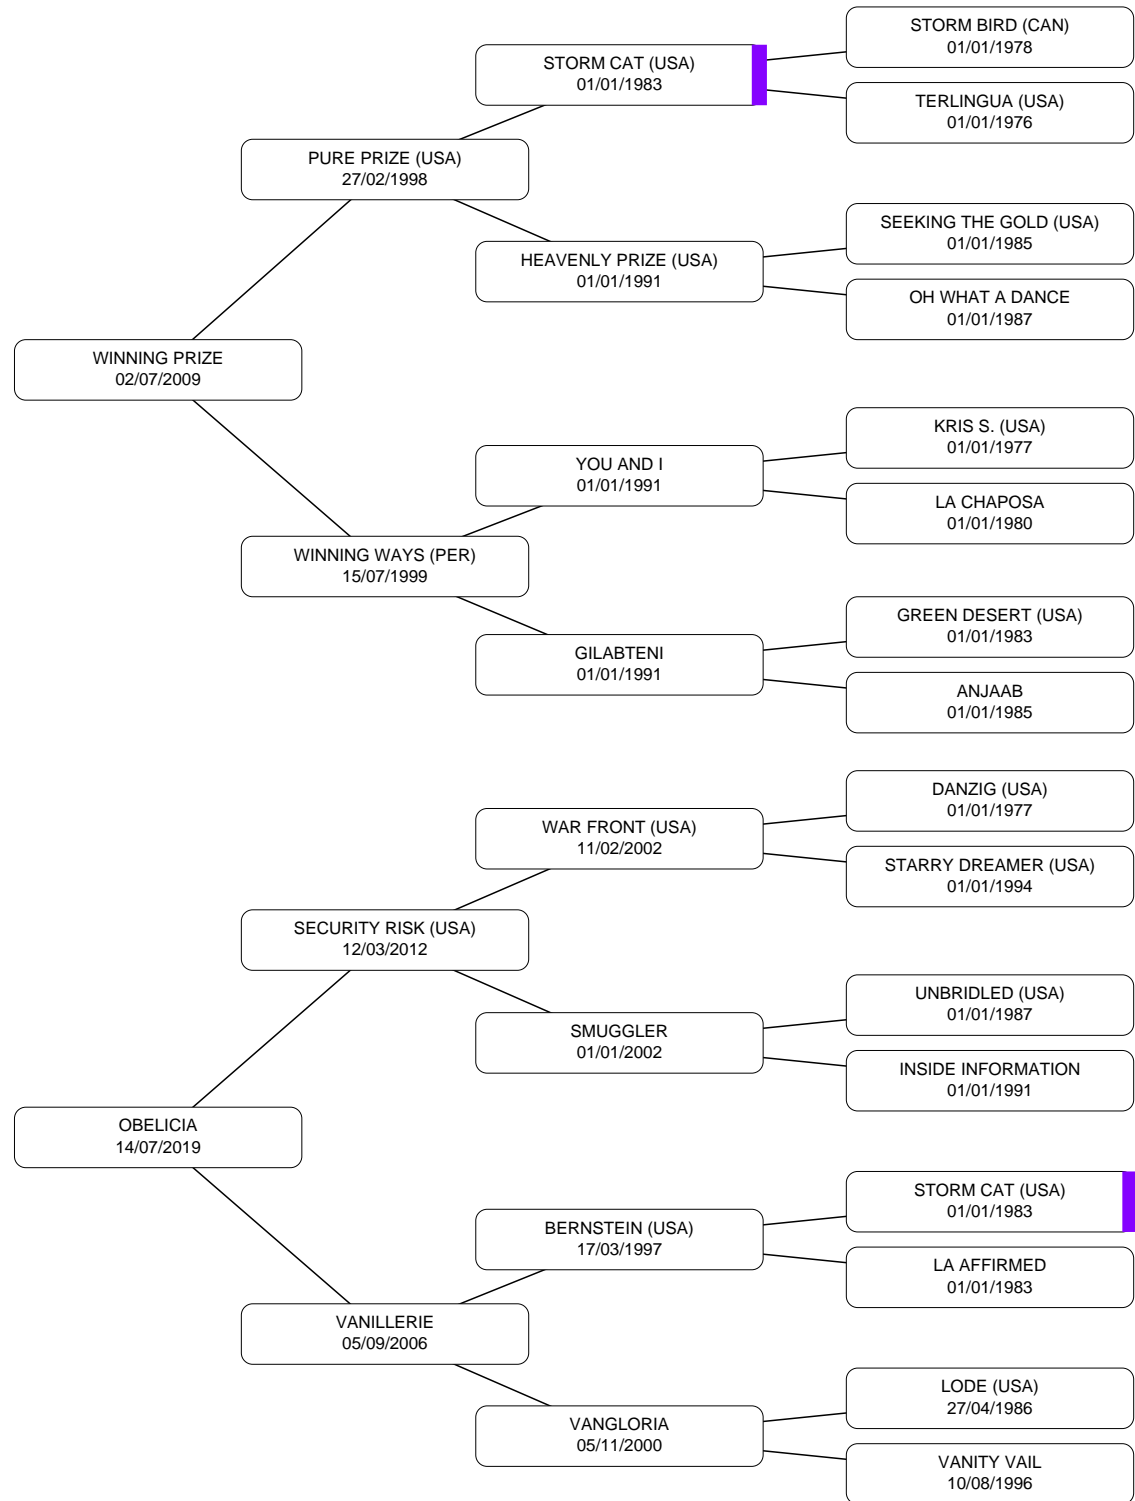 STORM BIRD (CAN)
01/01/1978
STORM CAT (USA)
01/01/1983
TERLINGUA (USA)
01/01/1976
PURE PRIZE (USA)
27/02/1998
SEEKING THE GOLD (USA)
01/01/1985
HEAVENLY PRIZE (USA)
01/01/1991
OH WHAT A DANCE
01/01/1987
WINNING PRIZE
02/07/2009
KRIS S. (USA)
01/01/1977
YOU AND I
01/01/1991
LA CHAPOSA
01/01/1980
WINNING WAYS (PER)
15/07/1999
GREEN DESERT (USA)
01/01/1983
GILABTENI
01/01/1991
ANJAAB
01/01/1985
DANZIG (USA)
01/01/1977
WAR FRONT (USA)
11/02/2002
STARRY DREAMER (USA)
01/01/1994
SECURITY RISK (USA)
12/03/2012
UNBRIDLED (USA)
01/01/1987
SMUGGLER
01/01/2002
INSIDE INFORMATION
01/01/1991
OBELICIA
14/07/2019
STORM CAT (USA)
01/01/1983
BERNSTEIN (USA)
17/03/1997
LA AFFIRMED
01/01/1983
VANILLERIE
05/09/2006
LODE (USA)
27/04/1986
VANGLORIA
05/11/2000
VANITY VAIL
10/08/1996